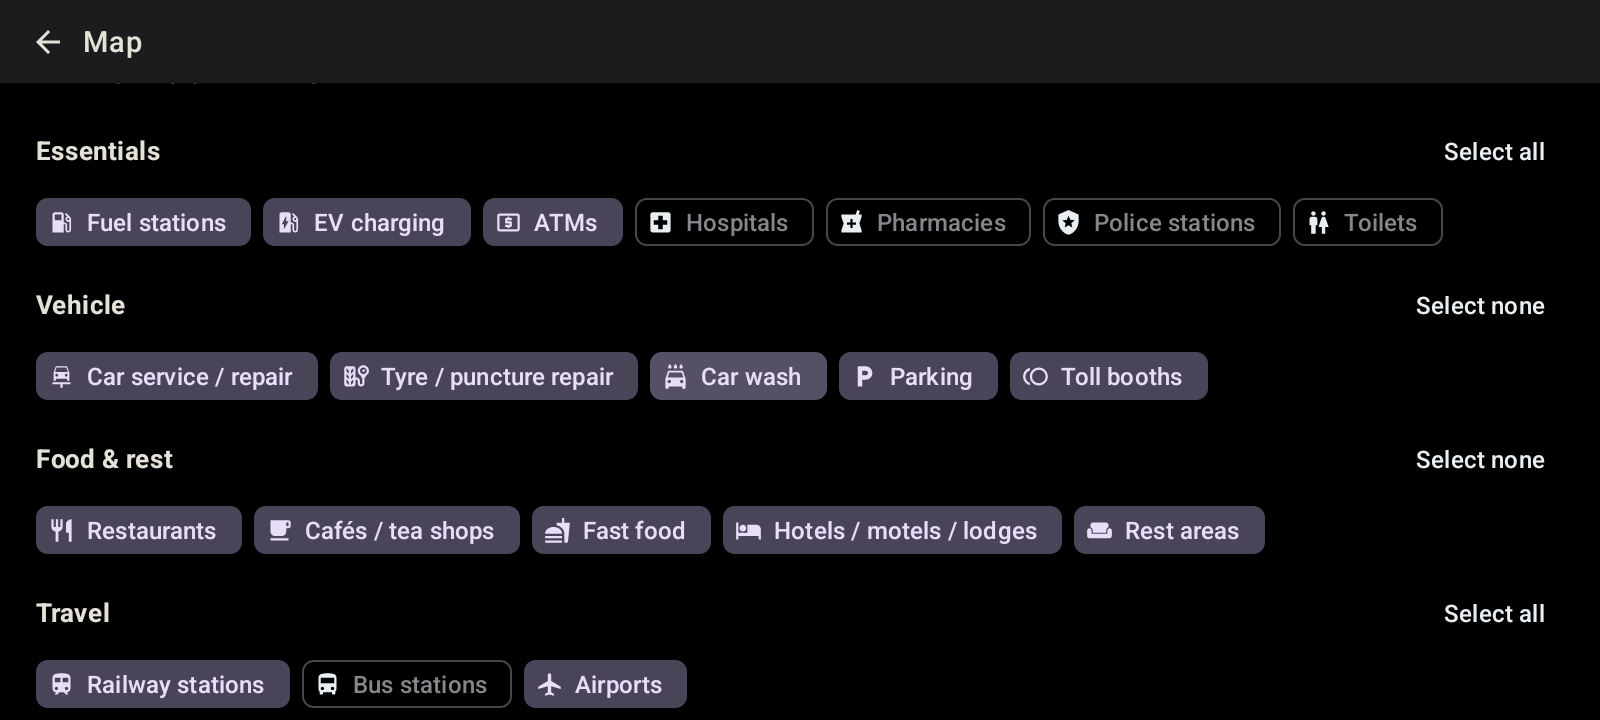 Map
Essentials
Select all
Fuel stations
EV charging
ATMs
Hospitals
Pharmacies
Police stations
Toilets
Vehicle
Select none
Car service / repair
Tyre / puncture repair
Car wash
Parking
Toll booths
Food & rest
Select none
Restaurants
Cafés / tea shops
Fast food
Hotels / motels / lodges
Rest areas
Travel
Select all
Railway stations
Bus stations
Airports